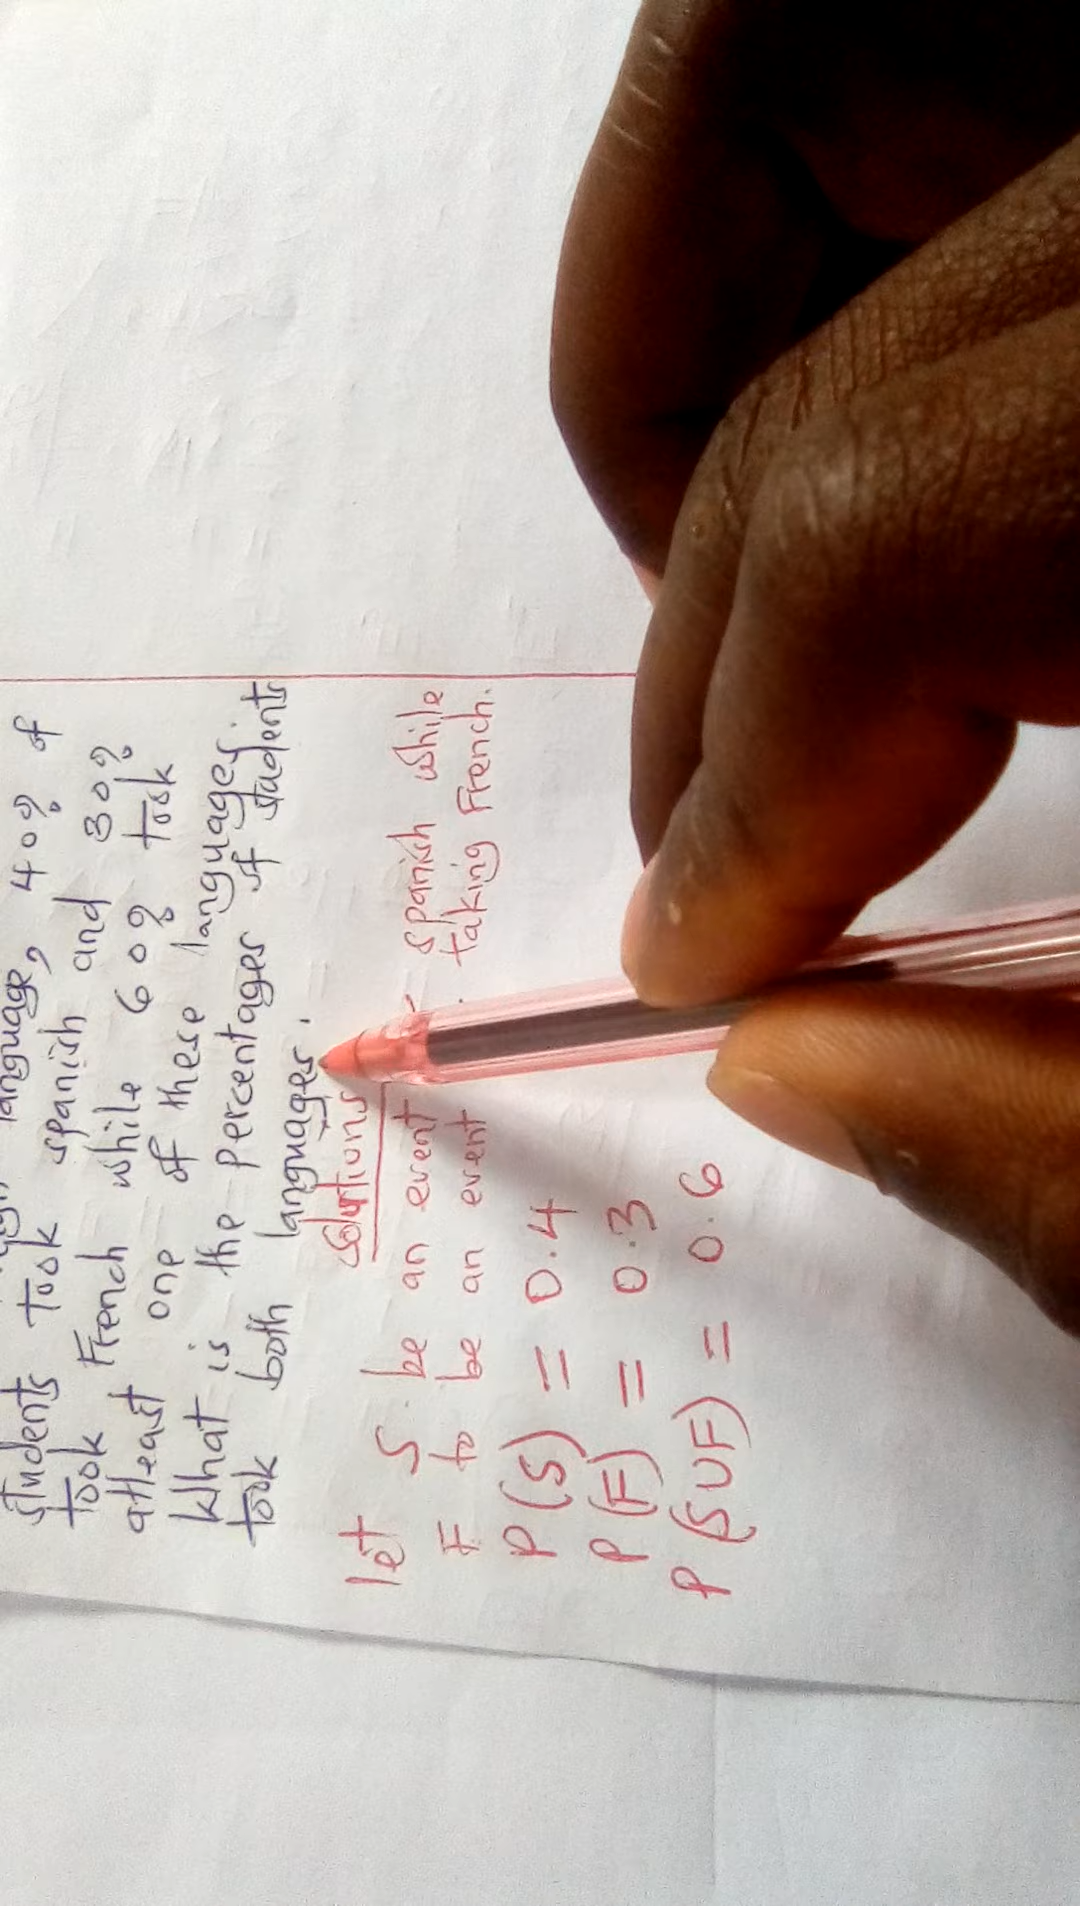 language, 40% of
students took spanish and 30%
took French while 60% took
atleast one of these languages.
What is the percentages of students
took both languages.
Solutions
let S be an event spanish while
F to be an event taking French.
P(S) = 0.4
P(F) = 0.3
P(SUF) = 0.6